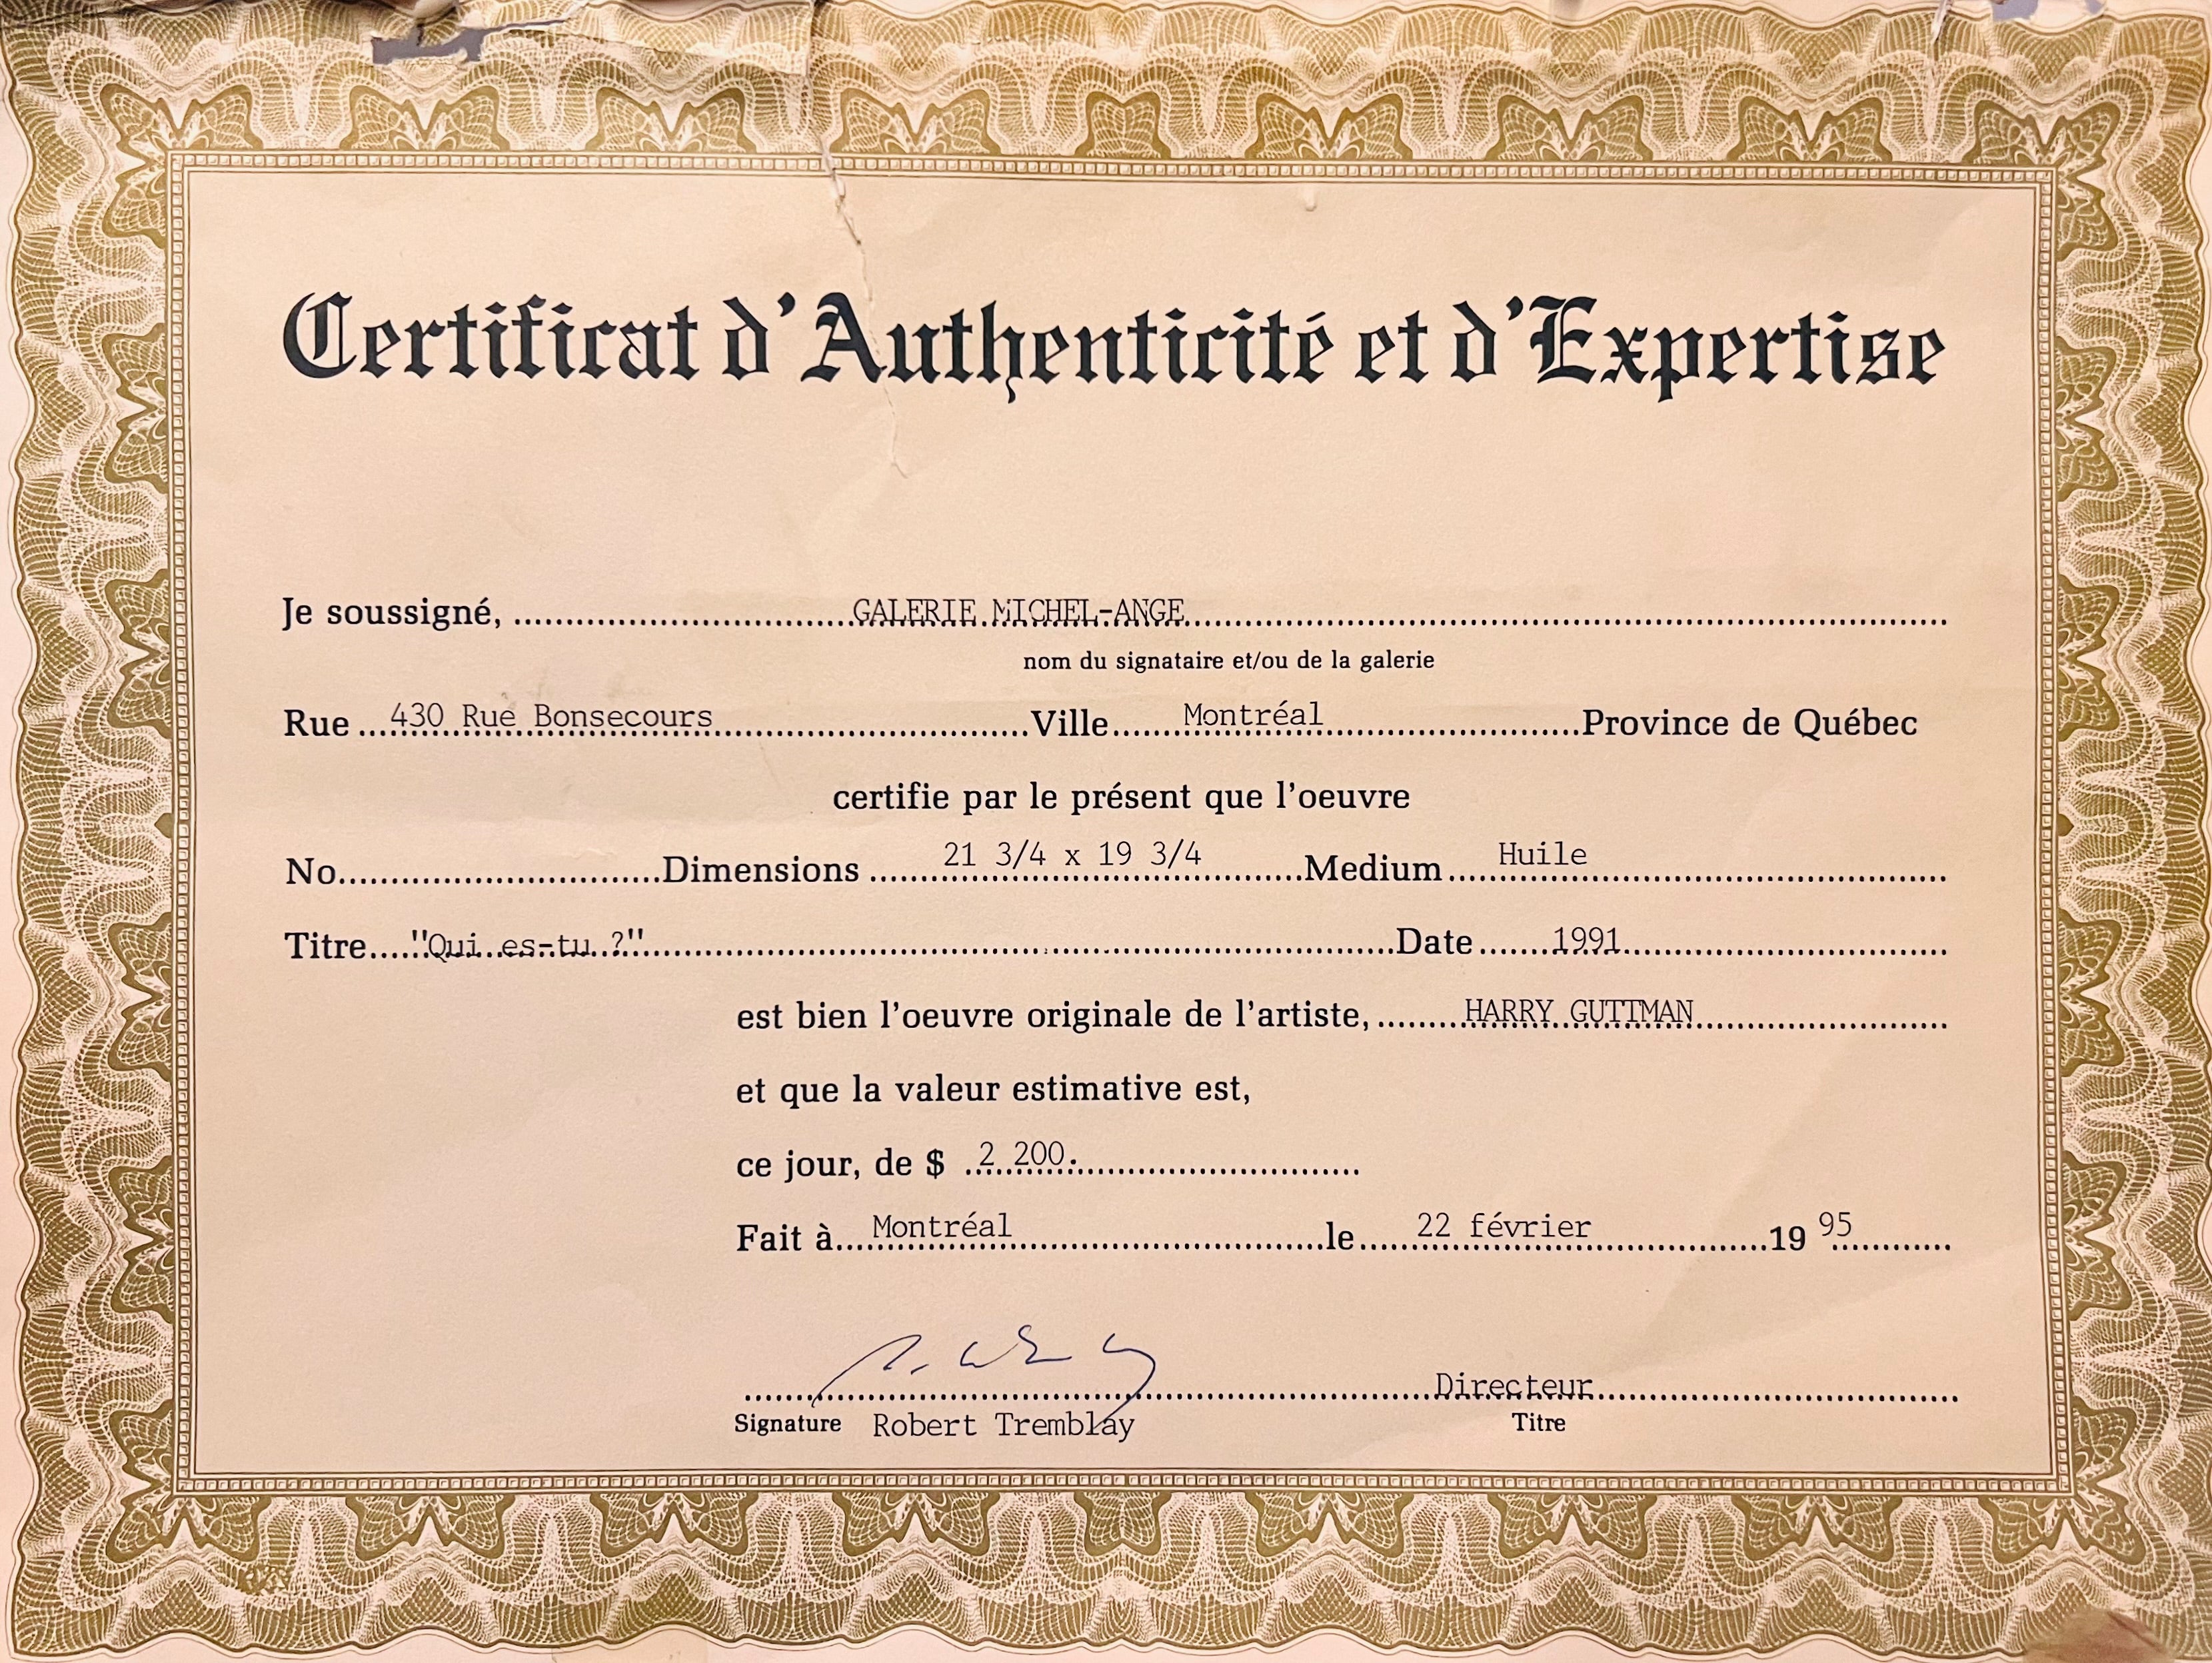 Certificat d'Authenticité et d'Expertise
Je soussigné, GALERIE MICHEL-ANGE
nom du signataire et/ou de la galerie
Rue 430 Rue Bonsecours Ville Montréal Province de Québec
certifie par le présent que l'oeuvre
No Dimensions 21 3/4 x 19 3/4 Medium Huile
Titre "Qui es-tu ?" Date 1991
est bien l'oeuvre originale de l'artiste, HARRY GUTTMAN
et que la valeur estimative est,
ce jour, de $ 2 200.
Fait à Montréal le 22 février 19 95
Directeur
Signature Robert Tremblay Titre